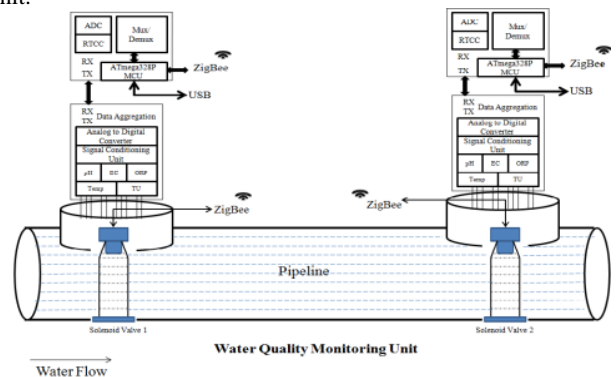 nit.
ADC
RTCC
Mux/
Demux
RX
TX
ATmega328P
MCU
ZigBee
USB
RX
TX
Data Aggregation
Analog to Digital
Converter
Signal Conditioning
Unit
pH
EC
ORP
Temp
TU
ZigBee
ADC
RTCC
Mux/
Demux
RX
TX
ATmega328P
MCU
ZigBee
USB
RX
TX
Data Aggregation
Analog to Digital
Converter
Signal Conditioning
Unit
pH
EC
ORP
Temp
TU
ZigBee
Pipeline
Solenoid Valve 1
Solenoid Valve 2
Water Quality Monitoring Unit
Water Flow